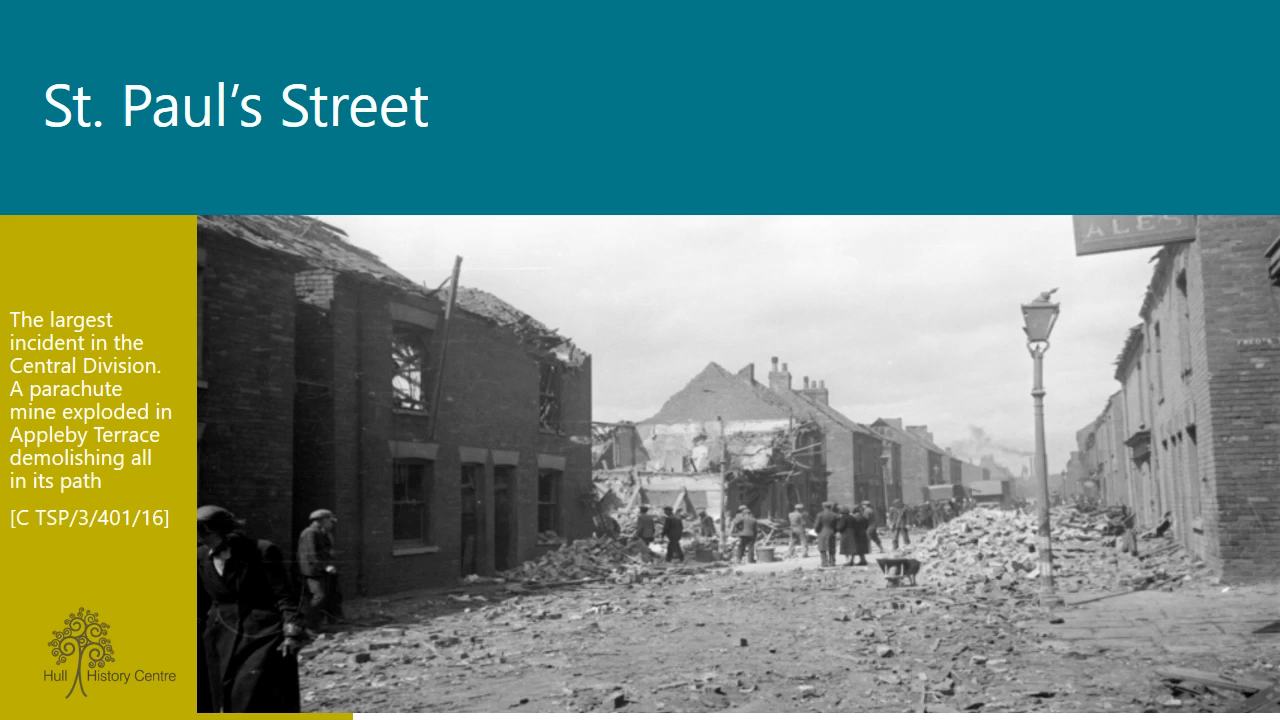 St. Paul’s Street
The largest
incident in the
Central Division.
A parachute
mine exploded in
Appleby Terrace
demolishing all
in its path
[C TSP/3/401/16]
Hull History Centre
ALES